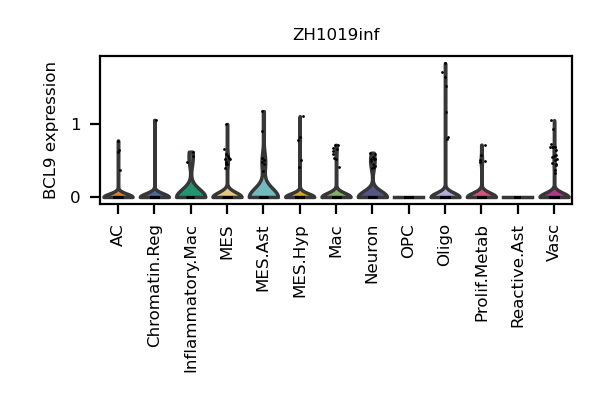 ZH1019inf
BCL9 expression
1
0
AC
Chromatin.Reg
Inflammatory.Mac
MES
MES.Ast
MES.Hyp
Mac
Neuron
OPC
Oligo
Prolif.Metab
Reactive.Ast
Vasc